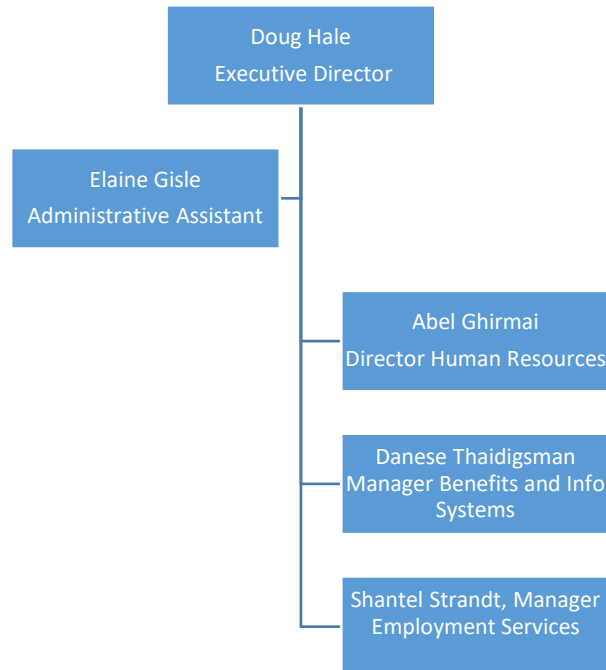 Doug Hale
Executive Director
Elaine Gisle
Administrative Assistant
Abel Ghirmai
Director Human Resources
Danese Thaidigsman
Manager Benefits and Info
Systems
Shantel Strandt, Manager
Employment Services